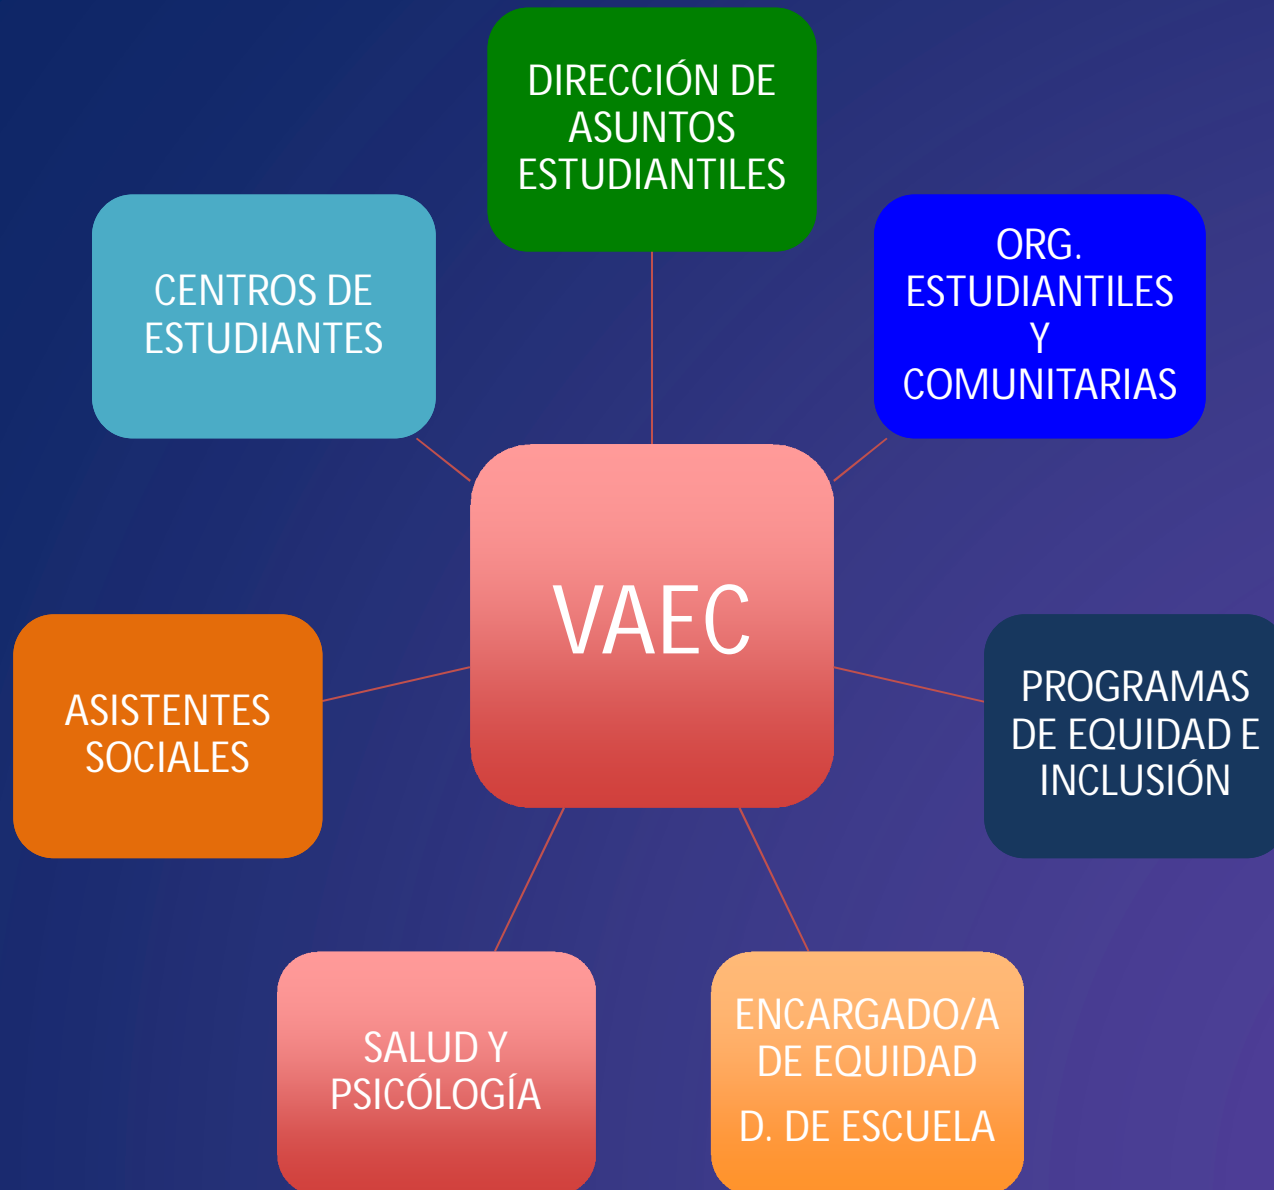 DIRECCIÓN DE
ASUNTOS
ESTUDIANTILES
ORG.
ESTUDIANTILES
Y
COMUNITARIAS
CENTROS DE
ESTUDIANTES
VAEC
PROGRAMAS
DE EQUIDAD E
INCLUSIÓN
ASISTENTES
SOCIALES
ENCARGADO/A
DE EQUIDAD
D. DE ESCUELA
SALUD Y
PSICÓLOGÍA